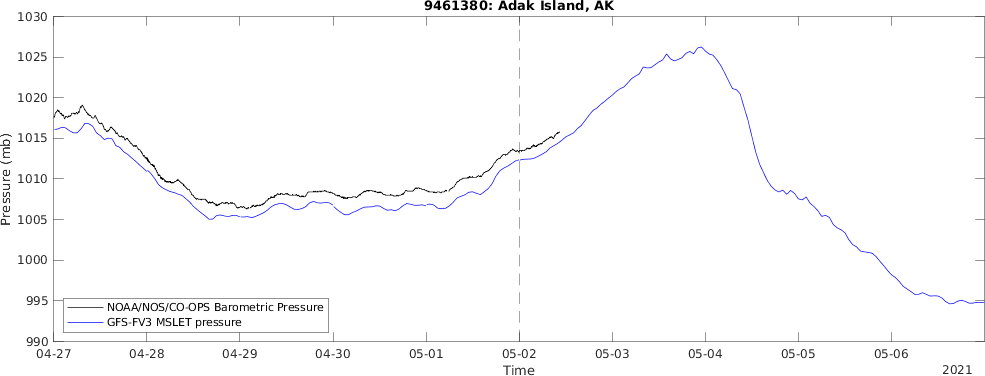 9461380: Adak Island, AK
Pressure (mb)
1030
1025
1020
1015
1010
1005
1000
995
990
NOAA/NOS/CO-OPS Barometric Pressure
GFS-FV3 MSLET pressure
04-27 04-28 04-29 04-30 05-01 05-02 05-03 05-04 05-05 05-06
Time
2021